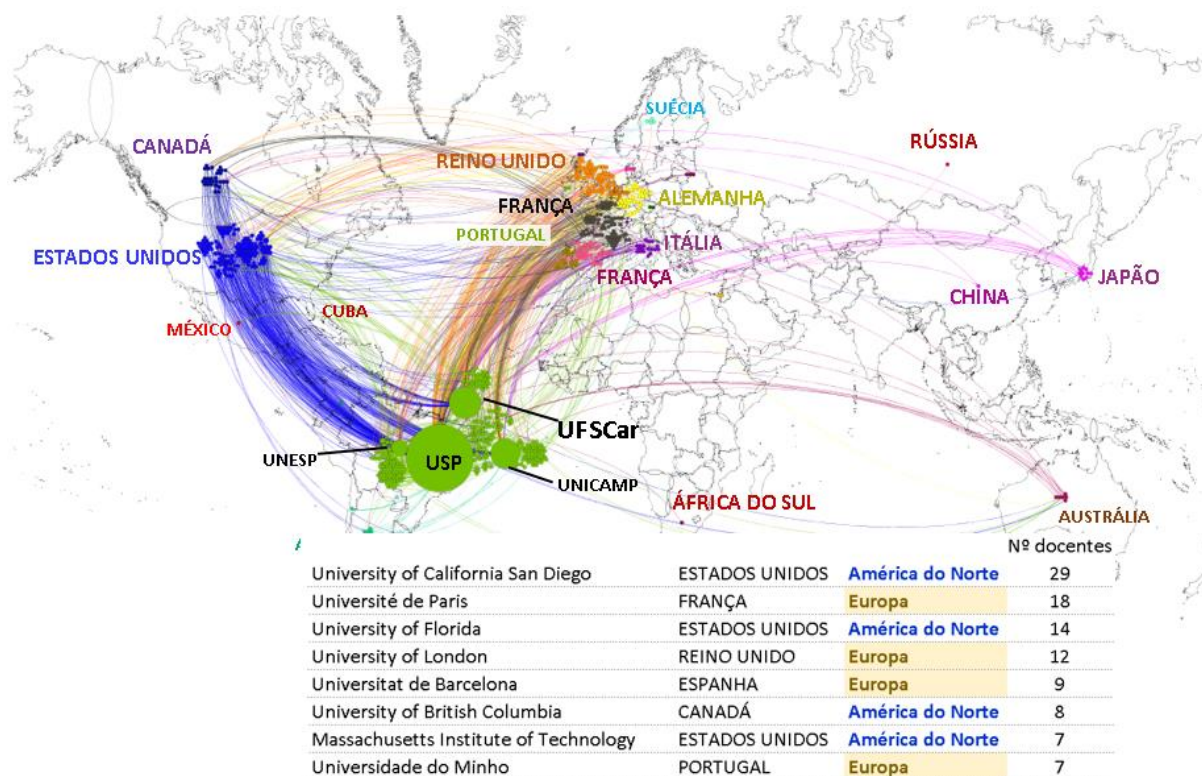 SUÉCIA
RÚSSIA
CANADÁ
REINO UNIDO
ALEMANHA
FRANÇA
PORTUGAL
ITÁLIA
ESTADOS UNIDOS
FRANÇA
CHINA
JAPÃO
CUBA
MÉXICO
UFSCar
UNESP
USP
UNICAMP
ÁFRICA DO SUL
AUSTRÁLIA
Nº docentes
University of California San Diego ESTADOS UNIDOS América do Norte 29
Université de Paris FRANÇA Europa 18
University of Florida ESTADOS UNIDOS América do Norte 14
University of London REINO UNIDO Europa 12
Universitat de Barcelona ESPANHA Europa 9
University of British Columbia CANADÁ América do Norte 8
Massachusetts Institute of Technology ESTADOS UNIDOS América do Norte 7
Universidade do Minho PORTUGAL Europa 7